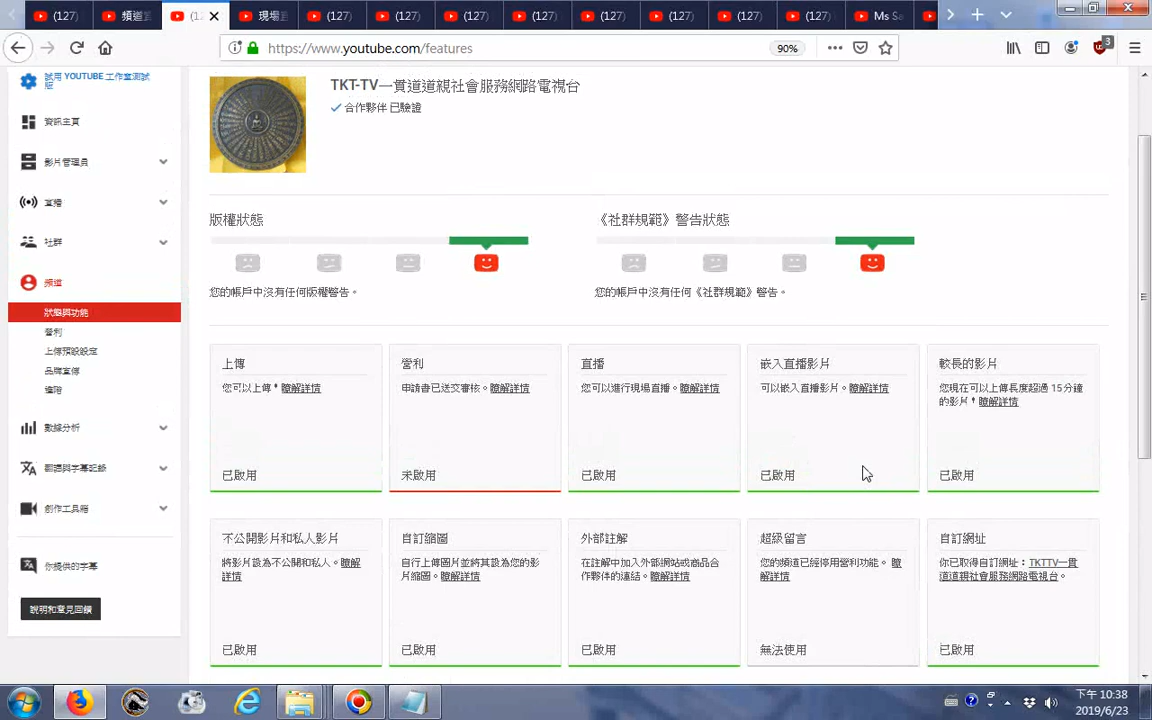 (127)
頻道
(1
現場
(127)
(127)
(127)
(127)
(127)
(127)
(127)
(127)
Ms Sa
https://www.youtube.com/features
90%
3
試用 YOUTUBE 工作室測試
版
資訊主頁
影片管理員
直播
社群
頻道
狀態與功能
營利
上傳預設設定
品牌宣傳
進階
數據分析
翻譯與字幕記錄
創作工具箱
你提供的字幕
說明和意見回饋
TKT-TV一貫道道親社會服務網路電視台
合作夥伴 已驗證
版權狀態
您的帳戶中沒有任何版權警告。
《社群規範》警告狀態
您的帳戶中沒有任何《社群規範》警告。
上傳
您可以上傳！瞭解詳情
已啟用
營利
申請書已送交審核。瞭解詳情
未啟用
直播
您可以進行現場直播。瞭解詳情
已啟用
嵌入直播影片
可以嵌入直播影片。瞭解詳情
已啟用
較長的影片
您現在可以上傳長度超過 15 分鐘
的影片！瞭解詳情
已啟用
不公開影片和私人影片
將影片設為不公開和私人。瞭解
詳情
已啟用
自訂縮圖
自行上傳圖片並將其設為您的影
片縮圖。瞭解詳情
已啟用
外部註解
在註解中加入外部網站或商品合
作夥伴的連結。瞭解詳情
已啟用
超級留言
您的頻道已經停用營利功能。瞭
解詳情
無法使用
自訂網址
你已取得自訂網址：TKTTV一貫
道道親社會服務網路電視台。
已啟用
下午 10:38
2019/6/23